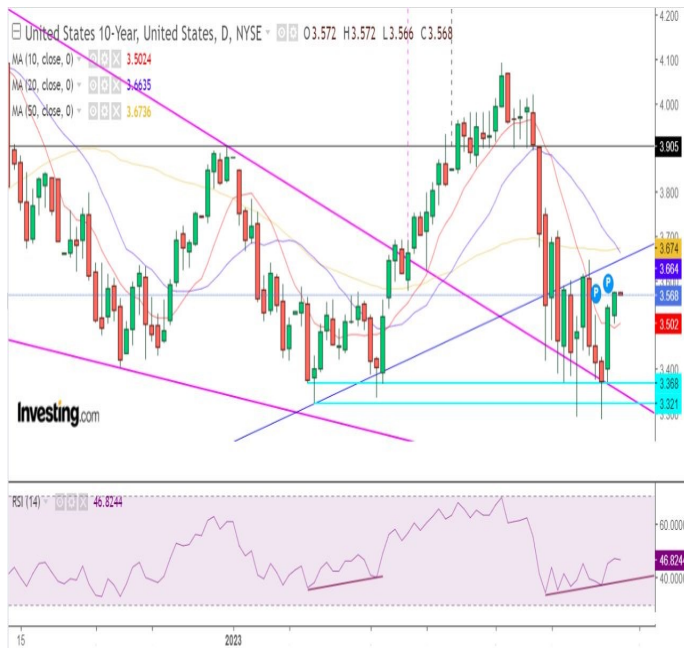 United States 10-Year, United States, D, NYSE O3.572 H3.572 L3.566 C3.568
MA (10, close, 0) 3.5024
MA (20, close, 0) 3.6635
MA (50, close, 0) 3.6736
4.200
4.100
4.000
3.905
3.800
3.700
3.674
3.664
3.568
3.502
3.400
3.368
3.321
P
P
Investing.com
RSI (14) 46.8244
60.0000
46.8244
40.0000
15
2023